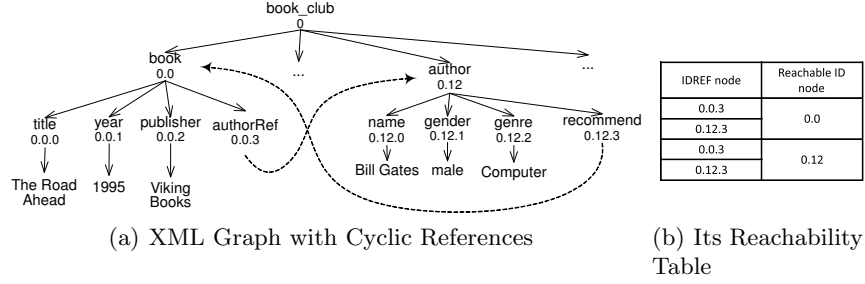 book_club
0
book
0.0
...
author
0.12
...
title
0.0.0
year
0.0.1
publisher
0.0.2
authorRef
0.0.3
name
0.12.0
gender
0.12.1
genre
0.12.2
recommend
0.12.3
The Road
Ahead
1995
Viking
Books
Bill Gates
male
Computer
IDREF node
Reachable ID
node
0.0.3
0.0
0.12.3
0.0.3
0.12
0.12.3
(a) XML Graph with Cyclic References
(b) Its Reachability
Table